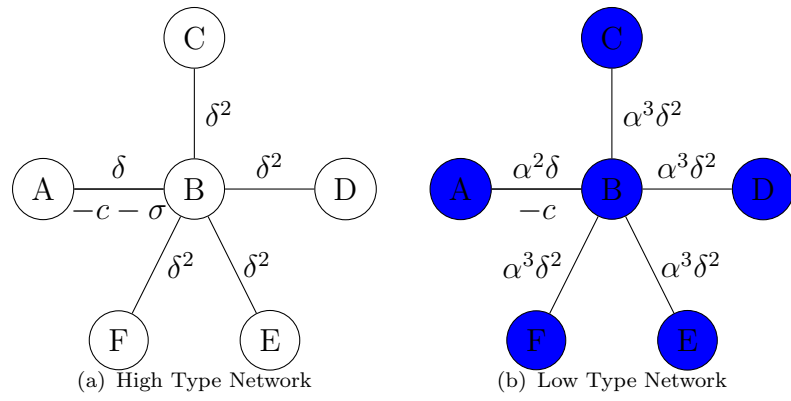 C C
δ² α³δ²
A δ B δ² D A α²δ B α³δ² D
−c − σ −c
δ² δ² α³δ² α³δ²
F E F E
(a) High Type Network (b) Low Type Network